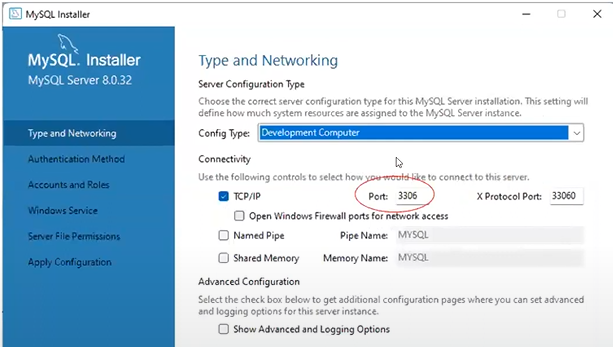 MySQL Installer
MySQL. Installer
MySQL Server 8.0.32
Type and Networking
Authentication Method
Accounts and Roles
Windows Service
Server File Permissions
Apply Configuration
Type and Networking
Server Configuration Type
Choose the correct server configuration type for this MySQL Server installation. This setting will
define how much system resources are assigned to the MySQL Server instance.
Config Type: Development Computer
Connectivity
Use the following controls to select how you would like to connect to this server.
TCP/IP Port: 3306 X Protocol Port: 33060
Open Windows Firewall ports for network access
Named Pipe Pipe Name: MYSQL
Shared Memory Memory Name: MYSQL
Advanced Configuration
Select the check box below to get additional configuration pages where you can set advanced
and logging options for this server instance.
Show Advanced and Logging Options